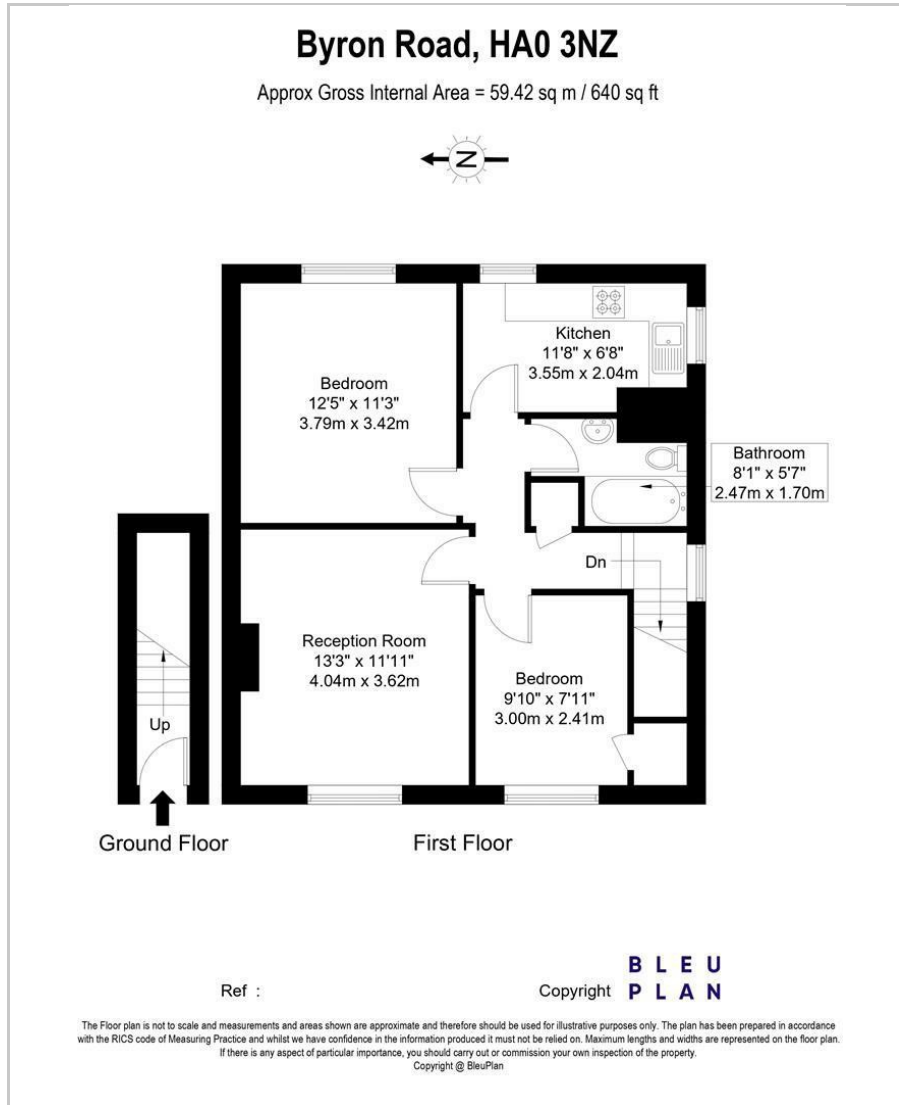 Byron Road, HA0 3NZ
Approx Gross Internal Area = 59.42 sq m / 640 sq ft
N
Kitchen
11'8" x 6'8"
3.55m x 2.04m
Bedroom
12'5" x 11'3"
3.79m x 3.42m
Bathroom
8'1" x 5'7"
2.47m x 1.70m
Dn
Reception Room
13'3" x 11'11"
4.04m x 3.62m
Bedroom
9'10" x 7'11"
3.00m x 2.41m
Up
Ground Floor
First Floor
Ref :
Copyright
BLEU
PLAN
The Floor plan is not to scale and measurements and areas shown are approximate and therefore should be used for illustrative purposes only. The plan has been prepared in accordance
with the RICS code of Measuring Practice and whilst we have confidence in the information produced it must not be relied on. Maximum lengths and widths are represented on the floor plan.
If there is any aspect of particular importance, you should carry out or commission your own inspection of the property.
Copyright @ BleuPlan